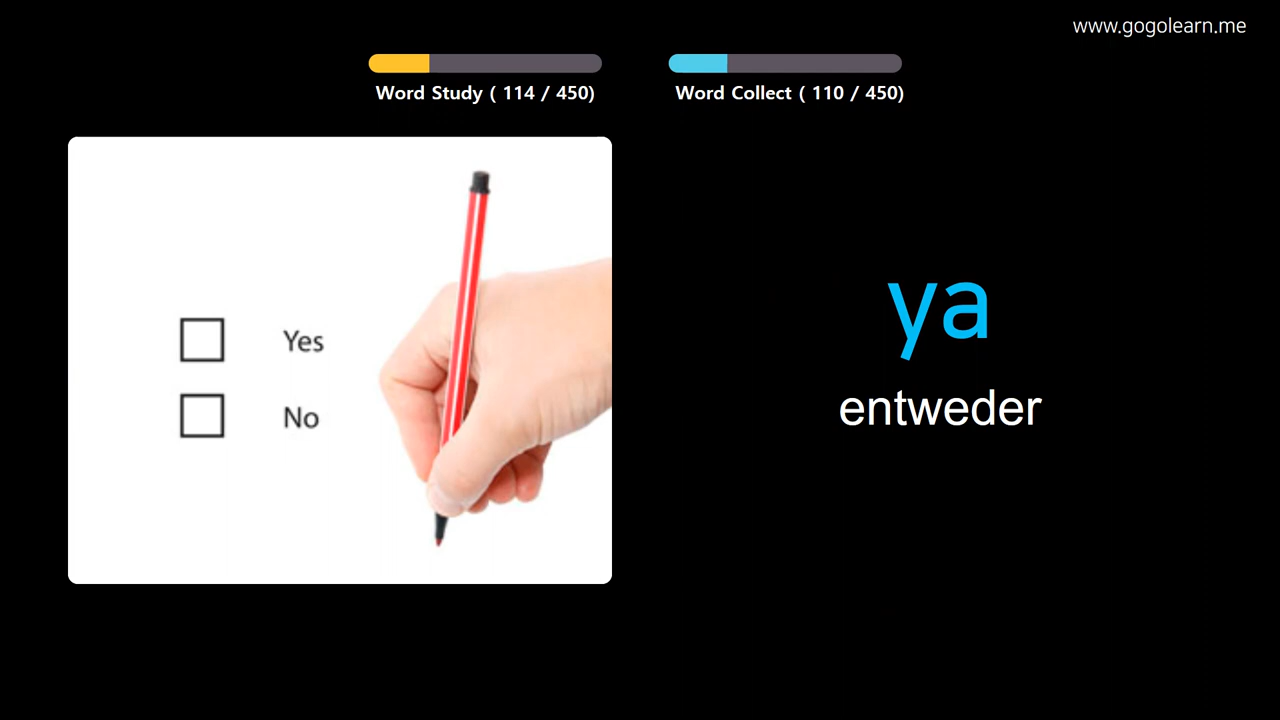 www.gogolearn.me
Word Study ( 114 / 450)
Word Collect ( 110 / 450)
Yes
No
ya
entweder